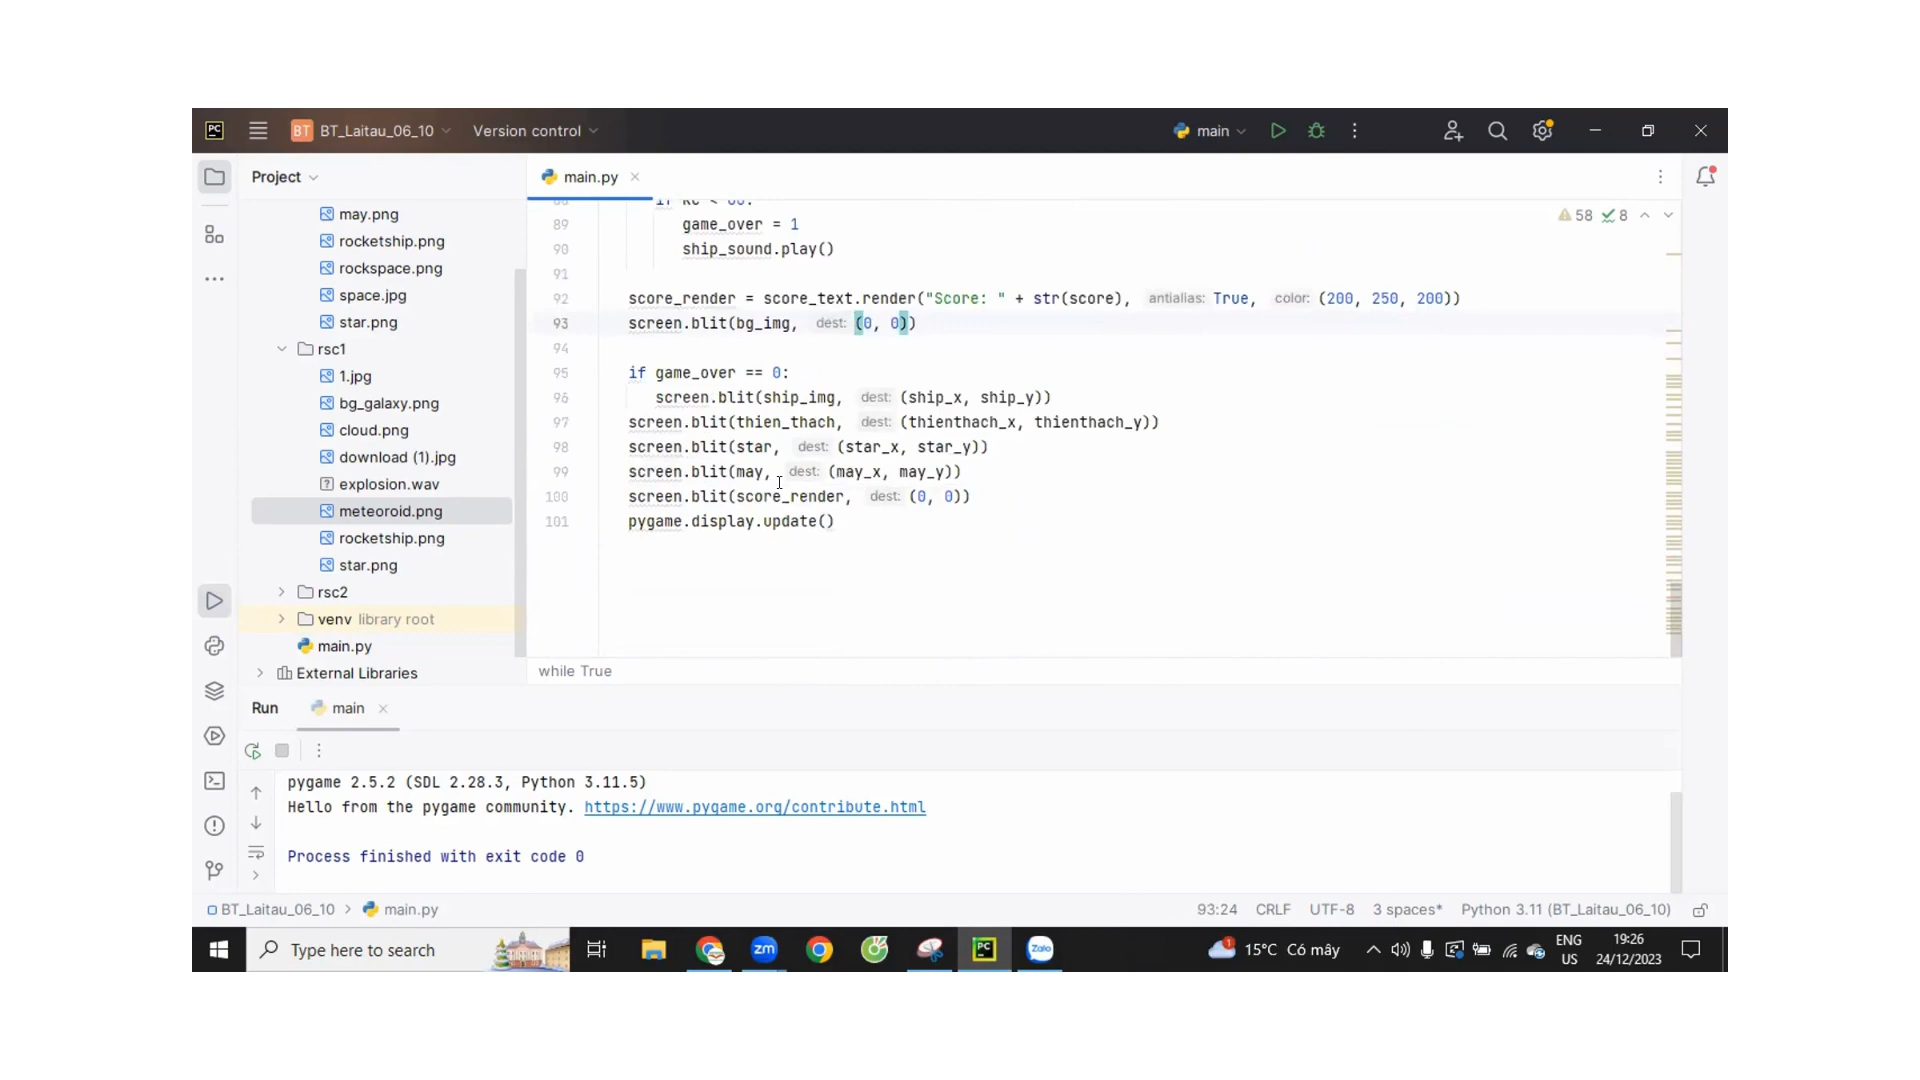 PC BT BT_Laitau_06_10 Version control main
Project main.py
may.png
rocketship.png
rockspace.png
space.jpg
star.png
rsc1
1.jpg
bg_galaxy.png
cloud.png
download (1).jpg
explosion.wav
meteoroid.png
rocketship.png
star.png
rsc2
venv library root
main.py
External Libraries
58 8
89 game_over = 1
90 ship_sound.play()
91
92 score_render = score_text.render("Score: " + str(score), antialias: True, color: (200, 250, 200))
93 screen.blit(bg_img, dest: (0, 0))
94
95 if game_over == 0:
96 screen.blit(ship_img, dest: (ship_x, ship_y))
97 screen.blit(thien_thach, dest: (thienthach_x, thienthach_y))
98 screen.blit(star, dest: (star_x, star_y))
99 screen.blit(may, dest: (may_x, may_y))
100 screen.blit(score_render, dest: (0, 0))
101 pygame.display.update()
while True
Run main
pygame 2.5.2 (SDL 2.28.3, Python 3.11.5)
Hello from the pygame community. https://www.pygame.org/contribute.html
Process finished with exit code 0
BT_Laitau_06_10 > main.py 93:24 CRLF UTF-8 3 spaces* Python 3.11 (BT_Laitau_06_10)
Type here to search zm PC Zalo 1 15°C Có mây ENG US 19:26 24/12/2023